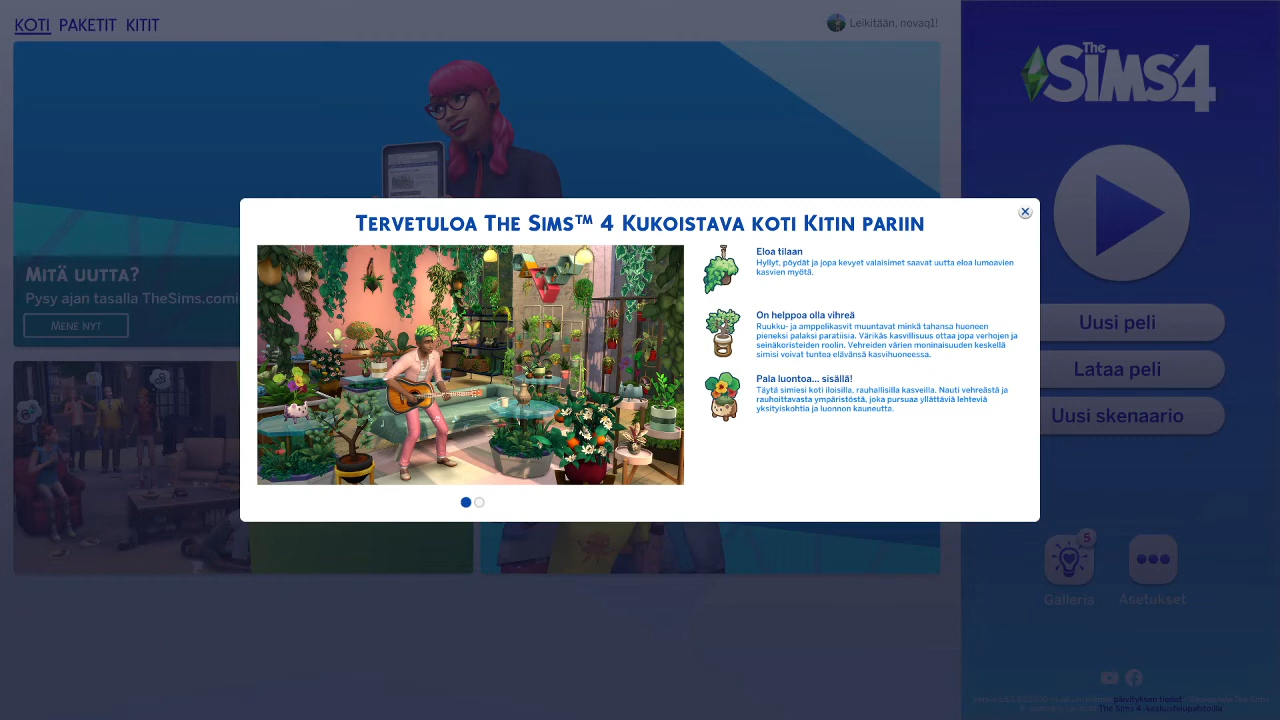 KOTI PAKETIT KITIT
Leikitään, novaq1!
The
SiMS4
TERVETULOA THE SIMS™ 4 KUKOISTAVA KOTI KITIN PARIIN
Eloa tilaan
Hyllyt, pöydät ja jopa kevyet valaisimet saavat uutta eloa lumoavien
kasvien myötä.
On helppoa olla vihreä
Ruukku- ja amppelikasvit muuntavat minkä tahansa huoneen
pieneksi palaksi paratiisia. Värikäs kasvillisuus ottaa jopa verhojen ja
seinäkoristeiden roolin. Vehreiden värien moninaisuuden keskellä
simisi voivat tuntea elävänsä kasvihuoneessa.
Pala luontoa... sisällä!
Täytä simiesi koti iloisilla, rauhallisilla kasveilla. Nauti vehreästä ja
rauhoittavasta ympäristöstä, joka pursuaa yllättäviä lehteviä
yksityiskohtia ja luonnon kauneutta.
MITÄ UUTTA?
Pysy ajan tasalla TheSims.comi
MENE NYT
Uusi peli
Lataa peli
Uusi skenaario
5
Galleria
Asetukset
päivityksen tiedot
The Sims 4 -keskustelupalstoilla